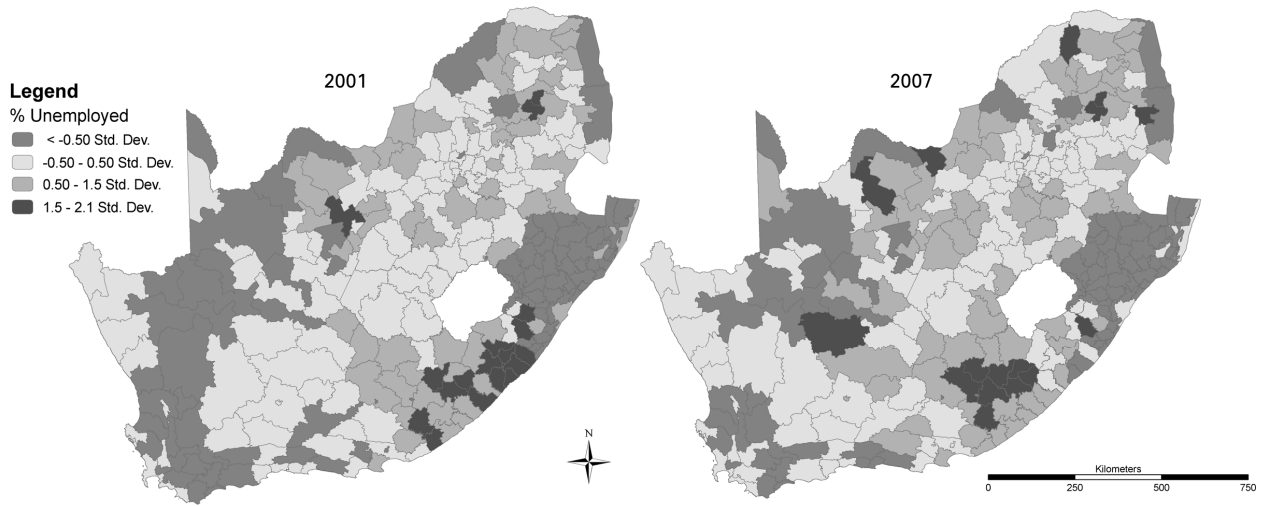 2001
2007
Legend
% Unemployed
< -0.50 Std. Dev.
-0.50 - 0.50 Std. Dev.
0.50 - 1.5 Std. Dev.
1.5 - 2.1 Std. Dev.
N
Kilometers
0 250 500 750